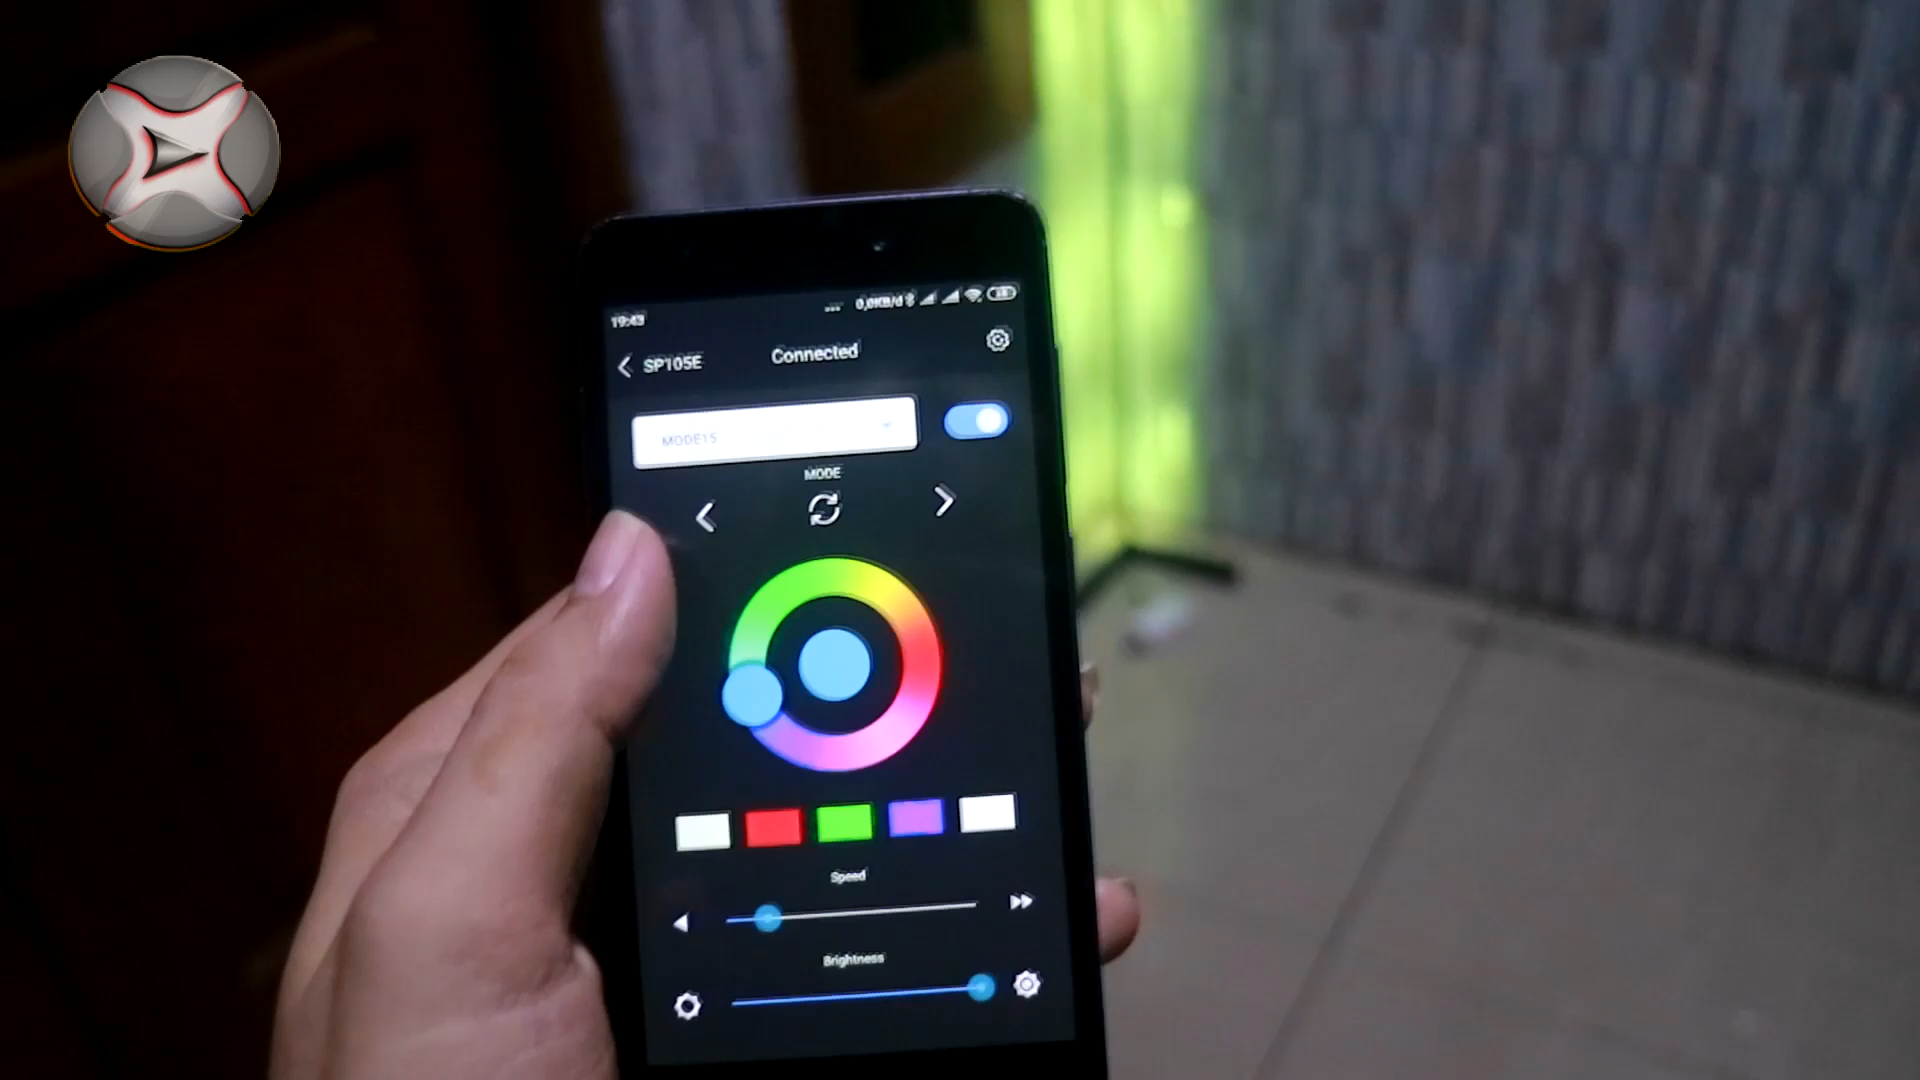 19:43 ... 0,0KB/d
SP105E Connected
MODE15
MODE
Speed
Brightness